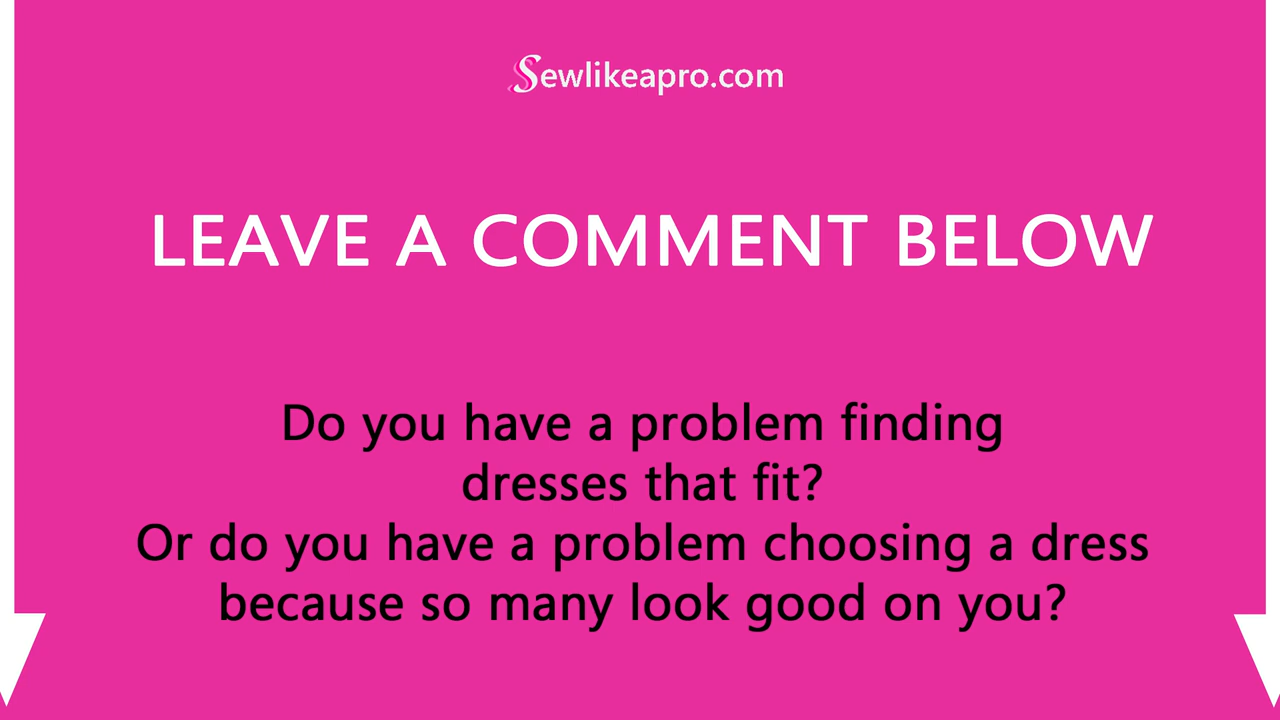 Sewlikeapro.com
LEAVE A COMMENT BELOW
Do you have a problem finding
dresses that fit?
Or do you have a problem choosing a dress
because so many look good on you?